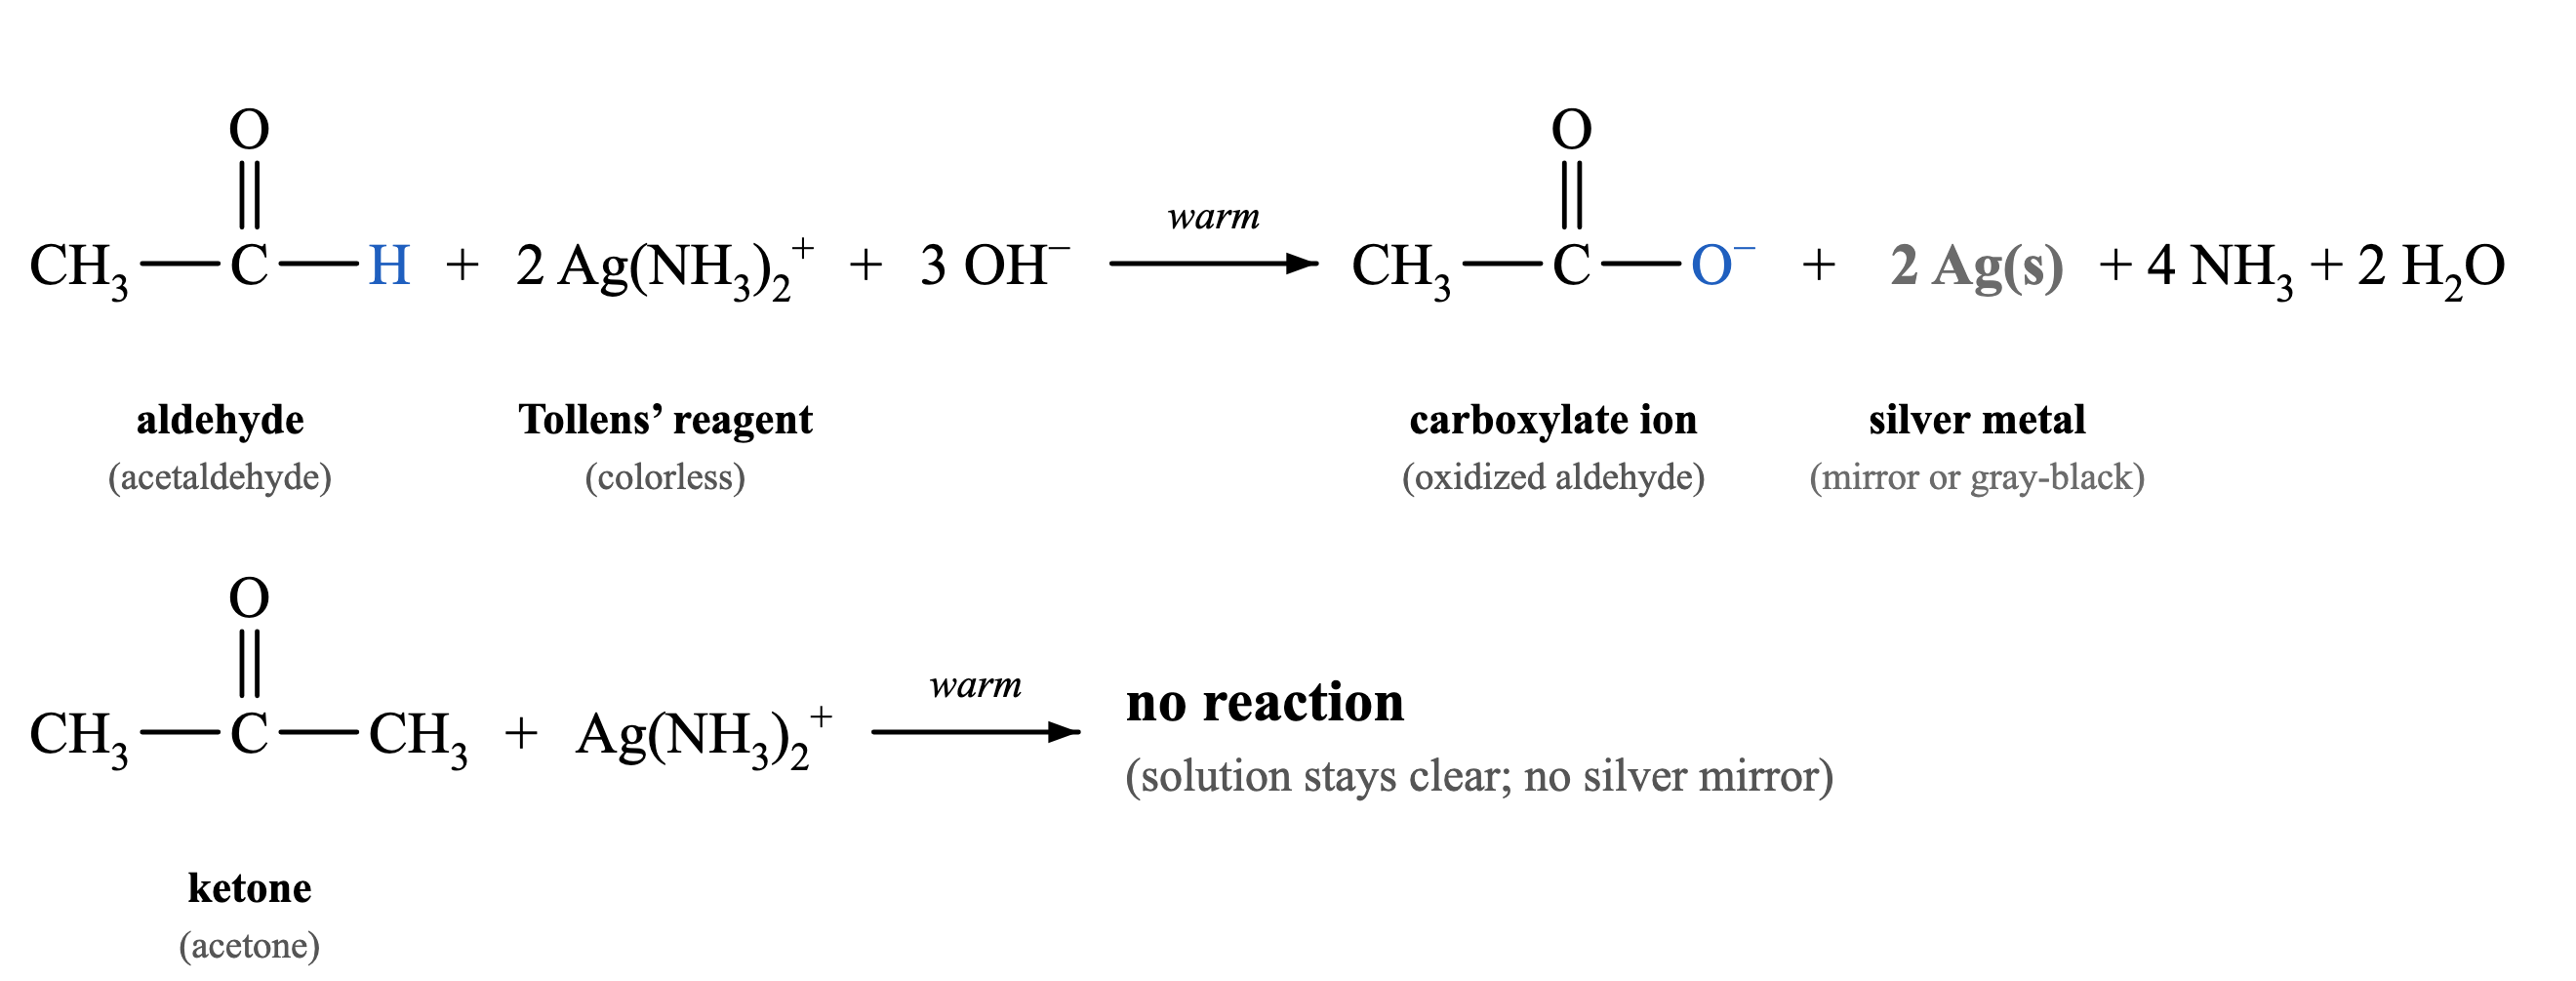 O O
CH₃—C—H + 2 Ag(NH₃)₂⁺ + 3 OH⁻ warm CH₃—C—O⁻ + 2 Ag(s) + 4 NH₃ + 2 H₂O
aldehyde Tollens’ reagent carboxylate ion silver metal
(acetaldehyde) (colorless) (oxidized aldehyde) (mirror or gray-black)
O
CH₃—C—CH₃ + Ag(NH₃)₂⁺ warm no reaction
(solution stays clear; no silver mirror)
ketone
(acetone)